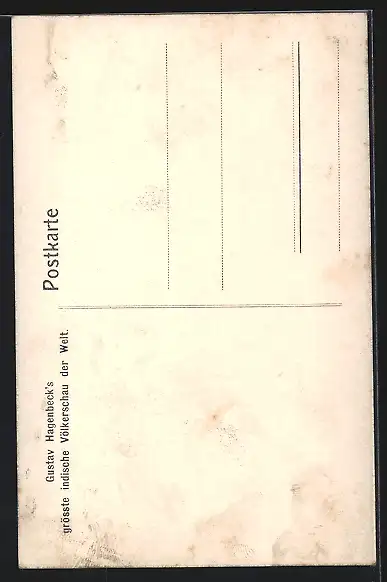 Gustav Hagenbeck's
grösste indische Völkerschau der Welt.
Postkarte